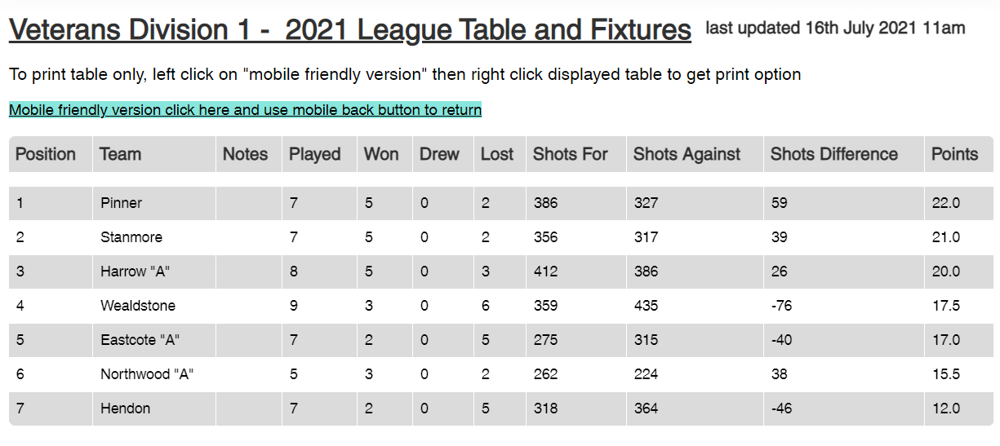 Veterans Division 1 -  2021 League Table and Fixtures last updated 16th July 2021 11am
To print table only, left click on "mobile friendly version" then right click displayed table to get print option
Mobile friendly version click here and use mobile back button to return
Position Team Notes Played Won Drew Lost Shots For Shots Against Shots Difference Points
1 Pinner 7 5 0 2 386 327 59 22.0
2 Stanmore 7 5 0 2 356 317 39 21.0
3 Harrow "A" 8 5 0 3 412 386 26 20.0
4 Wealdstone 9 3 0 6 359 435 -76 17.5
5 Eastcote "A" 7 2 0 5 275 315 -40 17.0
6 Northwood "A" 5 3 0 2 262 224 38 15.5
7 Hendon 7 2 0 5 318 364 -46 12.0